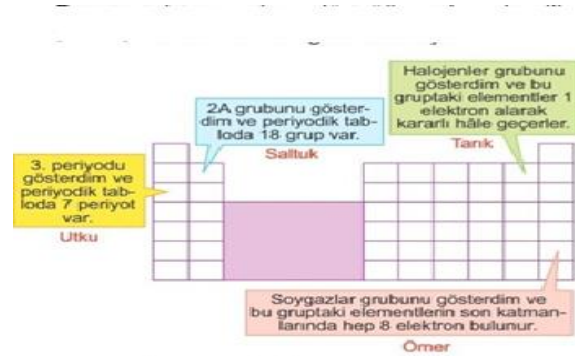 Halojenler grubunu
gösterdim ve bu
gruptaki elementler 1
elektron alarak
kararlı hâle geçerler.
Tarık
2A grubunu göster-
dim ve periyodik tab-
loda 18 grup var.
Saltuk
3. periyodu
gösterdim ve
periyodik tab-
loda 7 periyot
var.
Utku
Soygazlar grubunu gösterdim ve
bu gruptaki elementlerin son katman-
larında hep 8 elektron bulunur.
Ömer